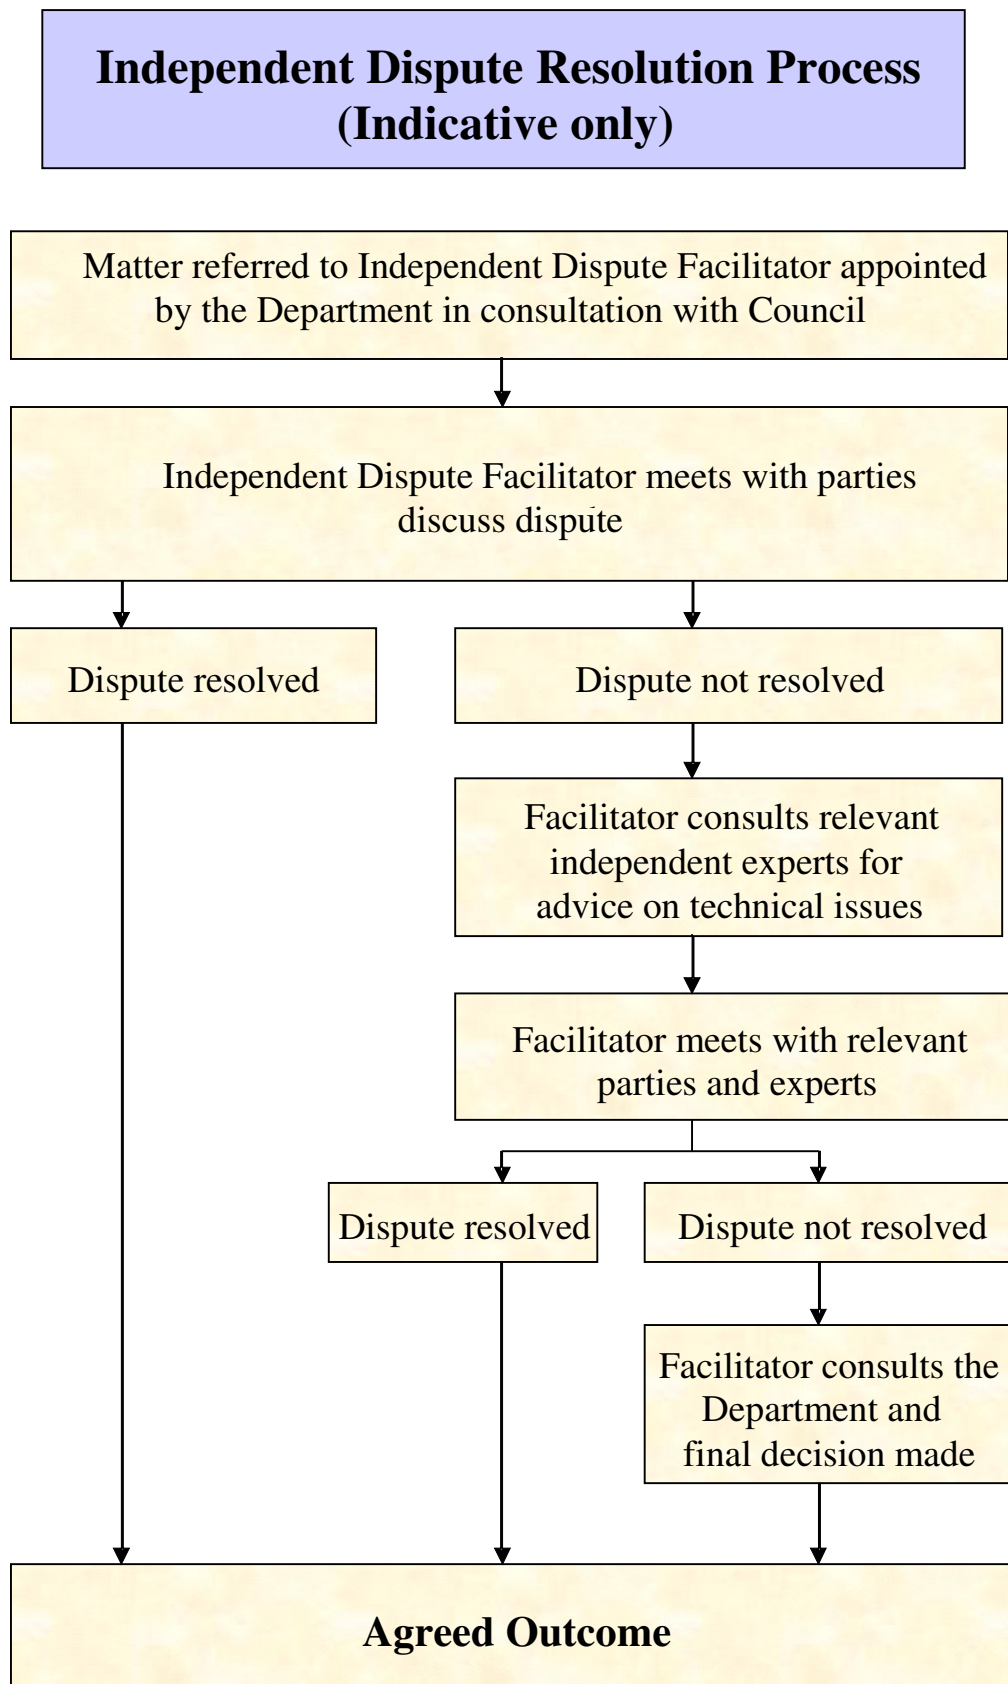 Independent Dispute Resolution Process
(Indicative only)
Matter referred to Independent Dispute Facilitator appointed
by the Department in consultation with Council
Independent Dispute Facilitator meets with parties
discuss dispute
Dispute resolved
Dispute not resolved
Facilitator consults relevant
independent experts for
advice on technical issues
Facilitator meets with relevant
parties and experts
Dispute resolved
Dispute not resolved
Facilitator consults the
Department and
final decision made
Agreed Outcome